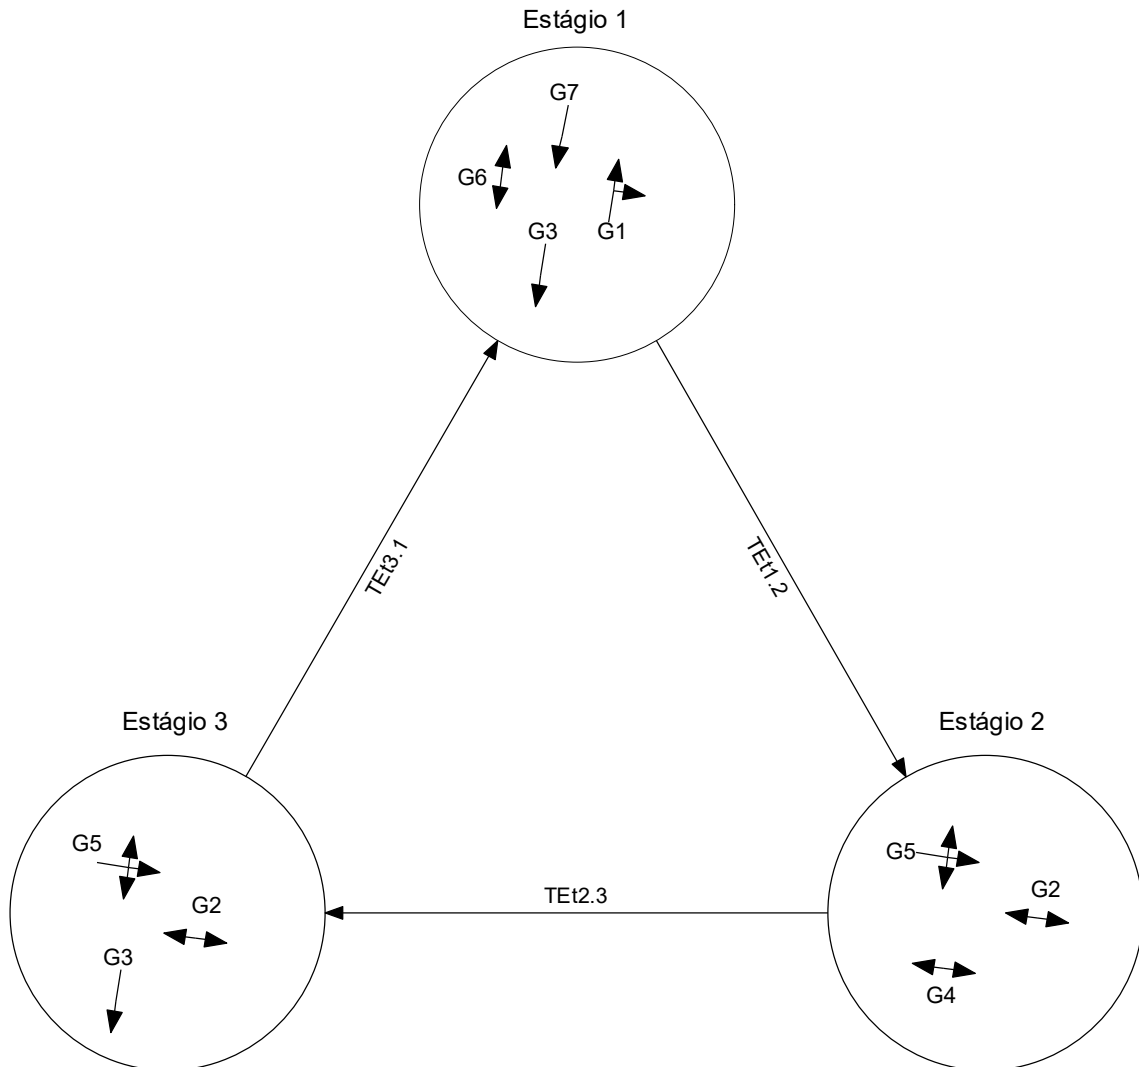 Estágio 1
G7
G6
G3
G1
TEt3.1
TEt1.2
Estágio 3
Estágio 2
G5
G2
G3
TEt2.3
G5
G2
G4